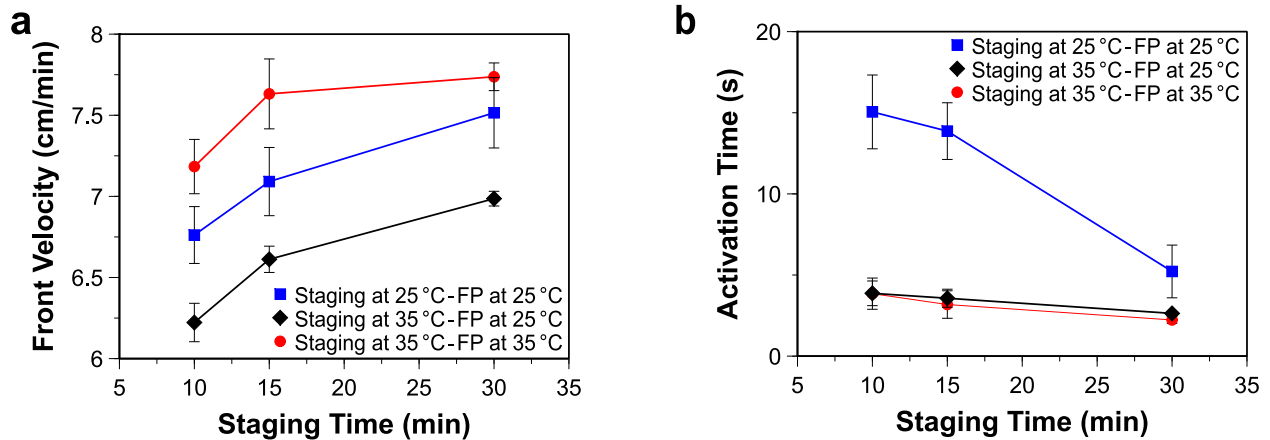 a
Front Velocity (cm/min)
8
7.5
7
6.5
6
5
10
15
20
25
30
35
Staging Time (min)
Staging at 25 °C-FP at 25 °C
Staging at 35 °C-FP at 25 °C
Staging at 35 °C-FP at 35 °C
b
Activation Time (s)
20
10
0
5
10
15
20
25
30
35
Staging Time (min)
Staging at 25 °C-FP at 25 °C
Staging at 35 °C-FP at 25 °C
Staging at 35 °C-FP at 35 °C